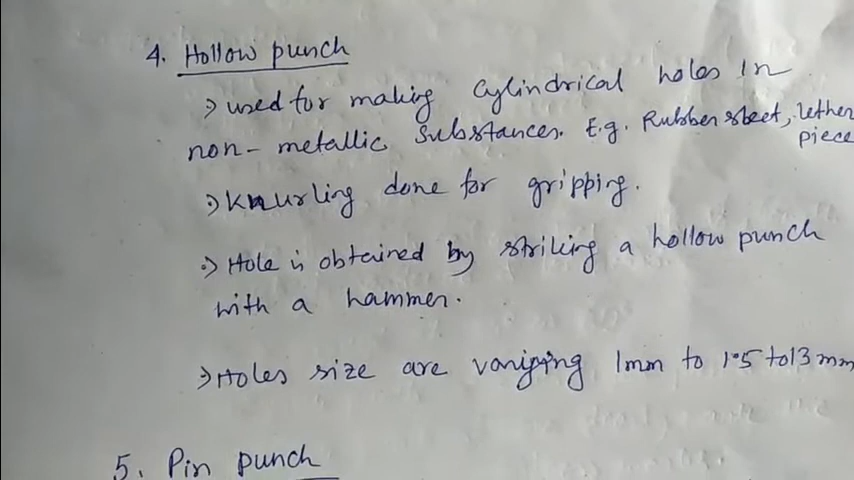 4. Hollow punch
→ used for making cylindrical holes in
non-metallic substances. E.g. Rubber sheet, lether
piece
→ Knurling done for gripping.
→ Hole is obtained by striking a hollow punch
with a hammer.
→ Holes size are varying 1mm to 1.5 to 13 mm
5. Pin punch